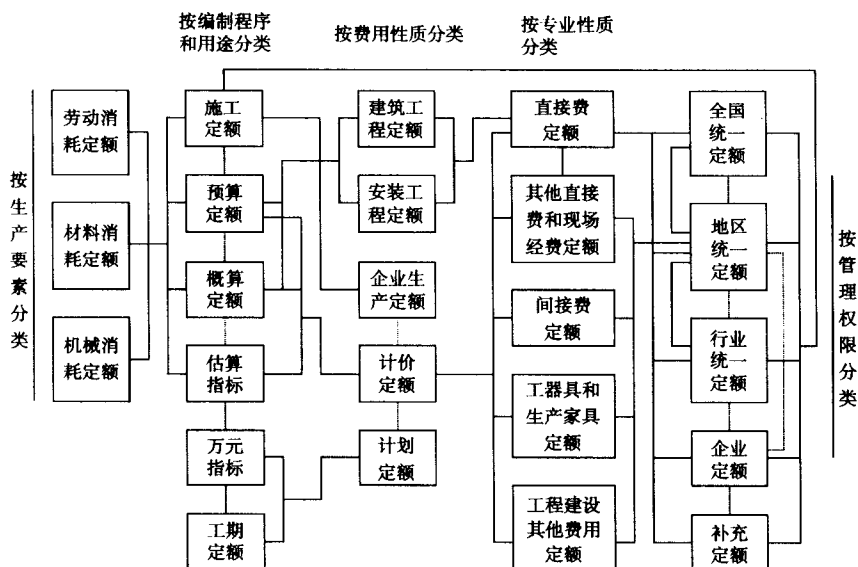 按编制程序
和用途分类
按费用性质分类
按专业性质
分类
按生产要素分类
劳动消
耗定额
材料消
耗定额
机械消
耗定额
施工
定额
预算
定额
概算
定额
估算
指标
万元
指标
工期
定额
建筑工
程定额
安装工
程定额
企业生
产定额
计价
定额
计划
定额
直接费
定额
其他直接
费和现场
经费定额
间接费
定额
工器具和
生产家具
定额
工程建设
其他费用
定额
全国
统一
定额
地区
统一
定额
行业
统一
定额
企业
定额
补充
定额
按管理权限分类